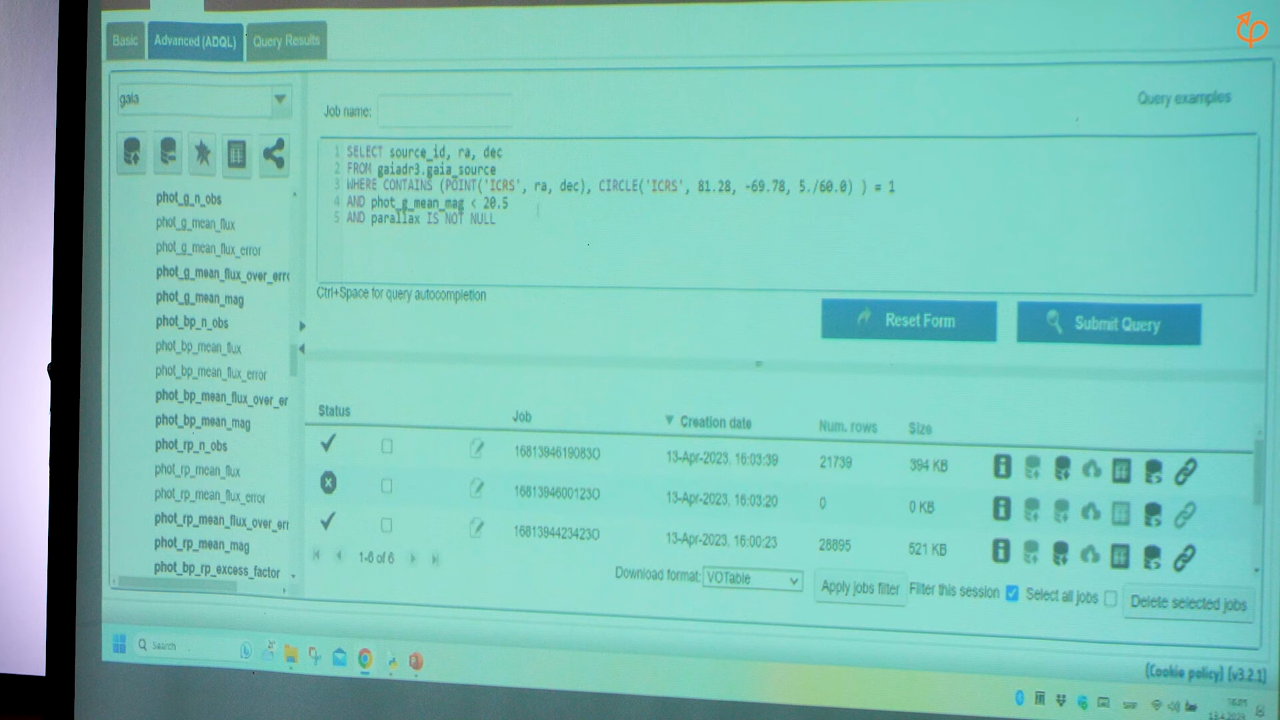 Basic
Advanced (ADQL)
Query Results
gaia
phot_g_n_obs
phot_g_mean_flux
phot_g_mean_flux_error
phot_g_mean_flux_over_erro
phot_g_mean_mag
phot_bp_n_obs
phot_bp_mean_flux
phot_bp_mean_flux_error
phot_bp_mean_flux_over_er
phot_bp_mean_mag
phot_rp_n_obs
phot_rp_mean_flux
phot_rp_mean_flux_error
phot_rp_mean_flux_over_err
phot_rp_mean_mag
phot_bp_rp_excess_factor
Job name:
Query examples
1 SELECT source_id, ra, dec
2 FROM gaiadr3.gaia_source
3 WHERE CONTAINS (POINT('ICRS', ra, dec), CIRCLE('ICRS', 81.28, -69.78, 5./60.0) ) = 1
4 AND phot_g_mean_mag < 20.5
5 AND parallax IS NOT NULL
Ctrl+Space for query autocompletion
Reset Form
Submit Query
Status Job Creation date Num. rows Size
1681394619083O 13-Apr-2023, 16:03:39 21739 394 KB
1681394600123O 13-Apr-2023, 16:03:20 0 0 KB
1681394423423O 13-Apr-2023, 16:00:23 28895 521 KB
1-6 of 6
Download format: VOTable Apply jobs filter Filter this session Select all jobs Delete selected jobs
Search
(Cookie policy) [v3.2.1]